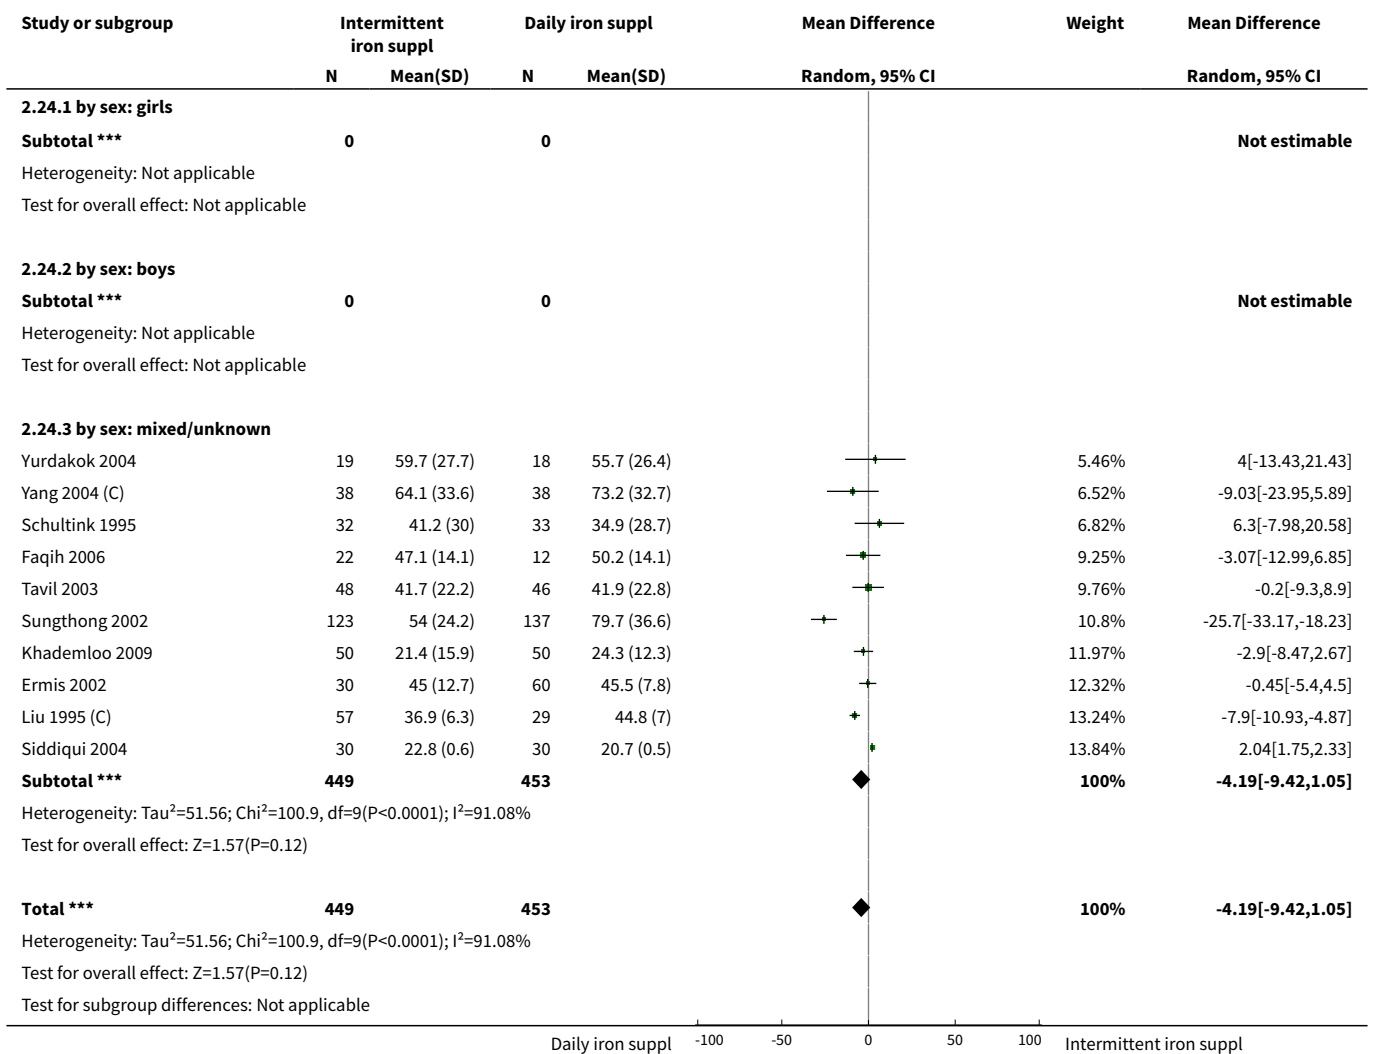 Study or subgroup Intermittent iron suppl Daily iron suppl Mean Difference Weight Mean Difference
N Mean(SD) N Mean(SD) Random, 95% CI Random, 95% CI
2.24.1 by sex: girls
Subtotal *** 0 0 Not estimable
Heterogeneity: Not applicable
Test for overall effect: Not applicable
2.24.2 by sex: boys
Subtotal *** 0 0 Not estimable
Heterogeneity: Not applicable
Test for overall effect: Not applicable
2.24.3 by sex: mixed/unknown
Yurdakok 2004 19 59.7 (27.7) 18 55.7 (26.4) 5.46% 4[-13.43,21.43]
Yang 2004 (C) 38 64.1 (33.6) 38 73.2 (32.7) 6.52% -9.03[-23.95,5.89]
Schultink 1995 32 41.2 (30) 33 34.9 (28.7) 6.82% 6.3[-7.98,20.58]
Faqih 2006 22 47.1 (14.1) 12 50.2 (14.1) 9.25% -3.07[-12.99,6.85]
Tavil 2003 48 41.7 (22.2) 46 41.9 (22.8) 9.76% -0.2[-9.3,8.9]
Sungthong 2002 123 54 (24.2) 137 79.7 (36.6) 10.8% -25.7[-33.17,-18.23]
Khademloo 2009 50 21.4 (15.9) 50 24.3 (12.3) 11.97% -2.9[-8.47,2.67]
Ermis 2002 30 45 (12.7) 60 45.5 (7.8) 12.32% -0.45[-5.4,4.5]
Liu 1995 (C) 57 36.9 (6.3) 29 44.8 (7) 13.24% -7.9[-10.93,-4.87]
Siddiqui 2004 30 22.8 (0.6) 30 20.7 (0.5) 13.84% 2.04[1.75,2.33]
Subtotal *** 449 453 100% -4.19[-9.42,1.05]
Heterogeneity: Tau²=51.56; Chi²=100.9, df=9(P<0.0001); I²=91.08%
Test for overall effect: Z=1.57(P=0.12)
Total *** 449 453 100% -4.19[-9.42,1.05]
Heterogeneity: Tau²=51.56; Chi²=100.9, df=9(P<0.0001); I²=91.08%
Test for overall effect: Z=1.57(P=0.12)
Test for subgroup differences: Not applicable
Daily iron suppl -100 -50 0 50 100 Intermittent iron suppl